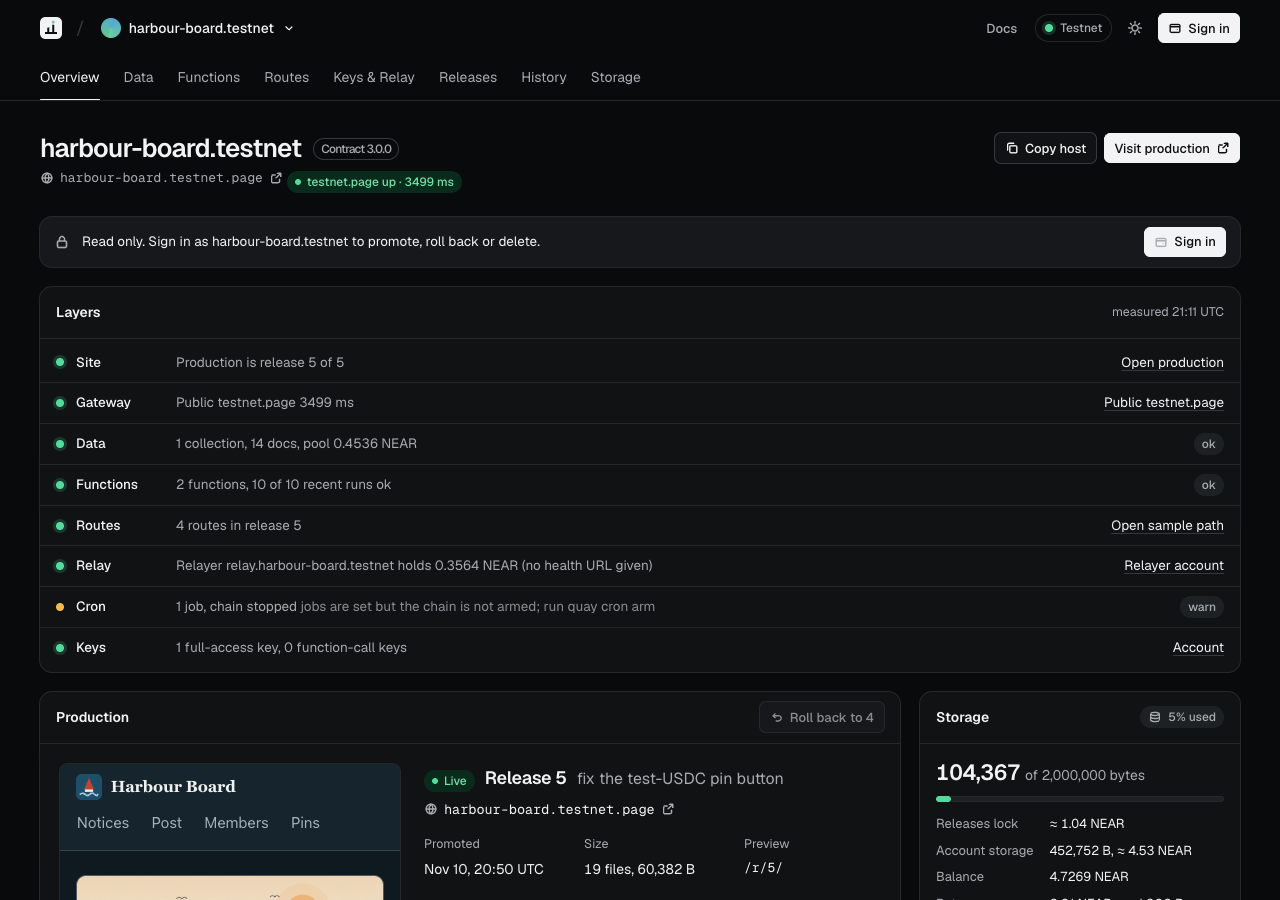 / harbour-board.testnet Docs Testnet Sign in
Overview Data Functions Routes Keys & Relay Releases History Storage
harbour-board.testnet Contract 3.0.0 Copy host Visit production
harbour-board.testnet.page testnet.page up · 3499 ms
Read only. Sign in as harbour-board.testnet to promote, roll back or delete. Sign in
Layers measured 21:11 UTC
Site Production is release 5 of 5 Open production
Gateway Public testnet.page 3499 ms Public testnet.page
Data 1 collection, 14 docs, pool 0.4536 NEAR ok
Functions 2 functions, 10 of 10 recent runs ok ok
Routes 4 routes in release 5 Open sample path
Relay Relayer relay.harbour-board.testnet holds 0.3564 NEAR (no health URL given) Relayer account
Cron 1 job, chain stopped jobs are set but the chain is not armed; run quay cron arm warn
Keys 1 full-access key, 0 function-call keys Account
Production Roll back to 4
Harbour Board
Notices Post Members Pins
Live Release 5 fix the test-USDC pin button
harbour-board.testnet.page
Promoted Size Preview
Nov 10, 20:50 UTC 19 files, 60,382 B /r/5/
Storage 5% used
104,367 of 2,000,000 bytes
Releases lock ≈ 1.04 NEAR
Account storage 452,752 B, ≈ 4.53 NEAR
Balance 4.7269 NEAR